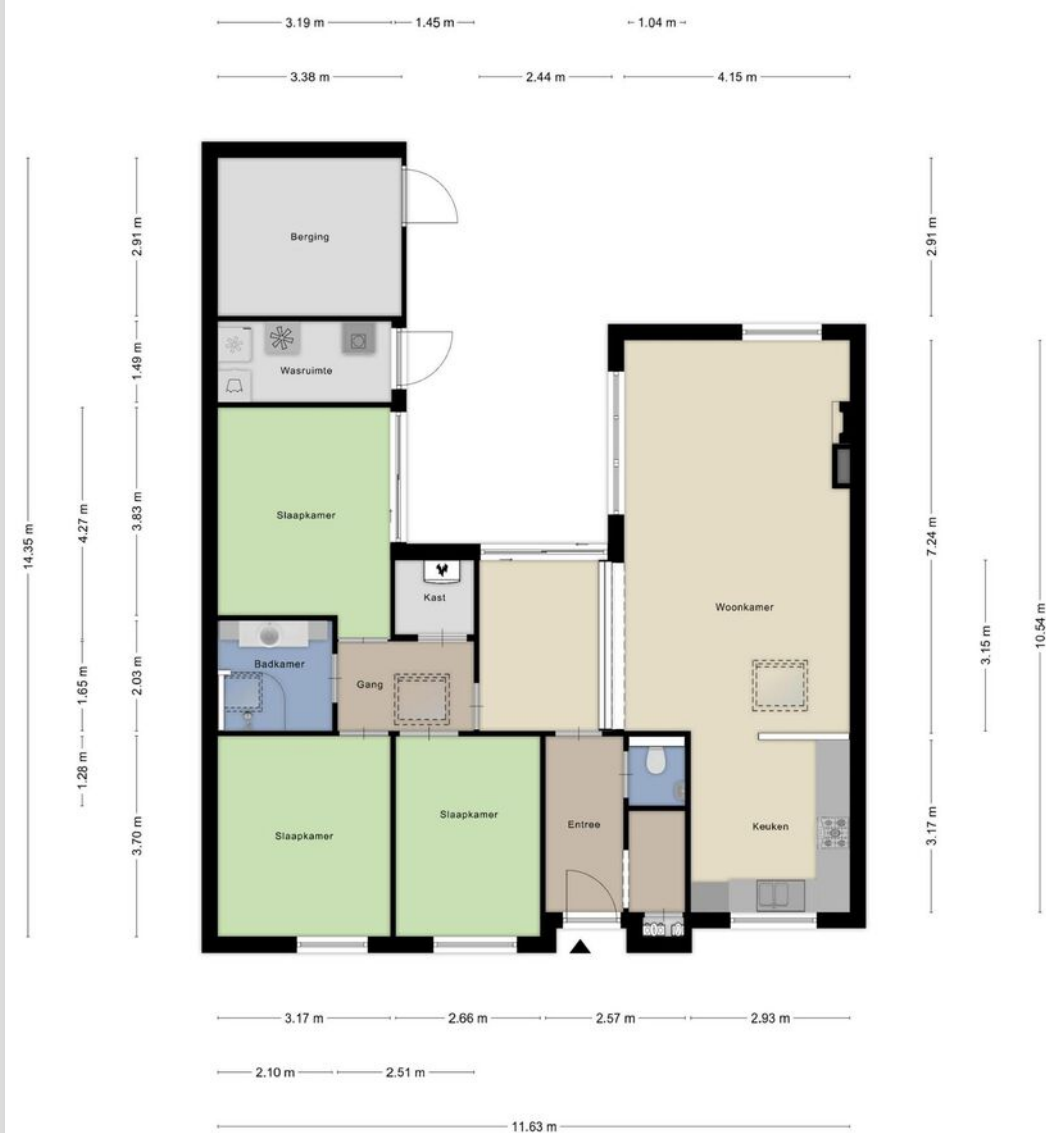 3.19 m 1.45 m 1.04 m
3.38 m 2.44 m 4.15 m
Berging
2.91 m
2.91 m
Wasruimte
1.49 m
Slaapkamer
3.83 m
4.27 m
14.35 m
7.24 m
Kast
Woonkamer
3.15 m
10.54 m
Badkamer
Gang
2.03 m
1.65 m
1.28 m
Slaapkamer
Slaapkamer
Entree
Keuken
3.70 m
3.17 m
3.17 m 2.66 m 2.57 m 2.93 m
2.10 m 2.51 m
11.63 m